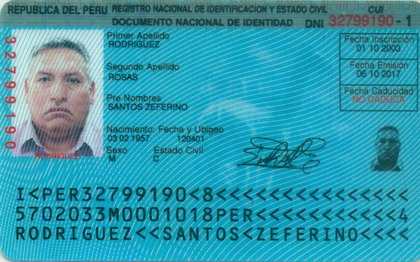 REPUBLICA DEL PERU REGISTRO NACIONAL DE IDENTIFICACION Y ESTADO CIVIL CUI
DOCUMENTO NACIONAL DE IDENTIDAD DNI 32799190 - 1
Primer Apellido
RODRIGUEZ
Fecha Inscripción
01 10 2003
Segundo Apellido
ROSAS
Fecha Emisión
06 10 2017
Pre Nombres
SANTOS ZEFERINO
Fecha Caducidad
NO CADUCA
Nacimiento: Fecha y Ubigeo
03 02 1957 120401
Sexo Estado Civil
M C
32799190
RODRIGUEZ
I<PER32799190<8<<<<<<<<<<<<<<<
5702033M0001018PER<<<<<<<<<<<4
RODRIGUEZ<<SANTOS<ZEFERINO<<<<